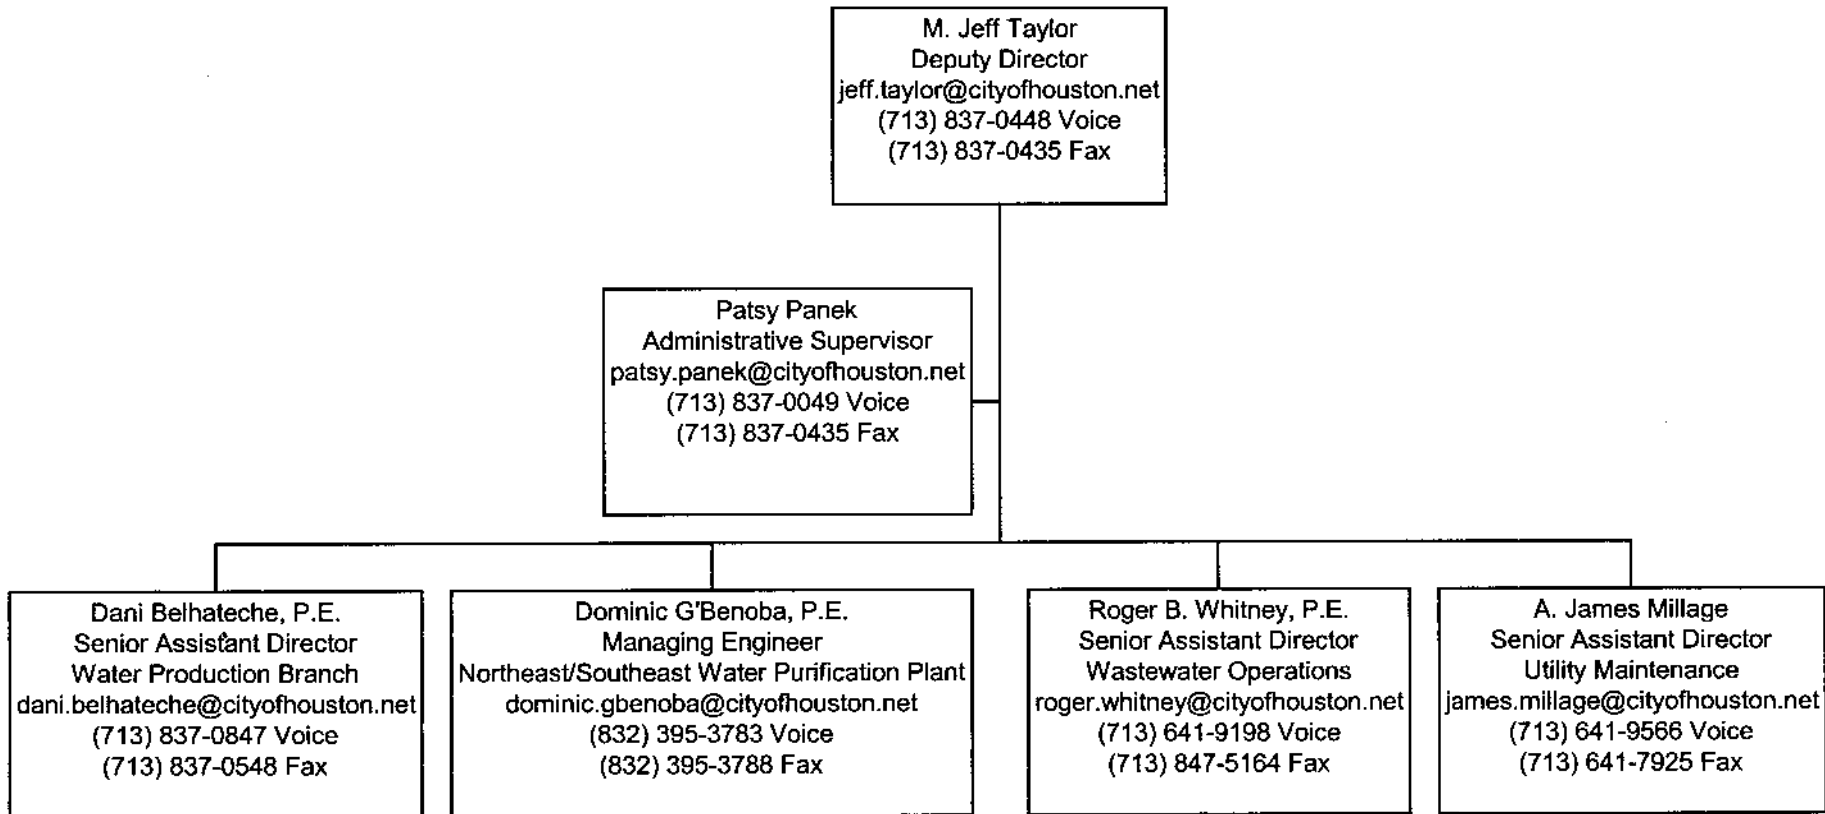 M. Jeff Taylor
Deputy Director
jeff.taylor@cityofhouston.net
(713) 837-0448 Voice
(713) 837-0435 Fax
Patsy Panek
Administrative Supervisor
patsy.panek@cityofhouston.net
(713) 837-0049 Voice
(713) 837-0435 Fax
Dani Belhateche, P.E.
Senior Assistant Director
Water Production Branch
dani.belhateche@cityofhouston.net
(713) 837-0847 Voice
(713) 837-0548 Fax
Dominic G'Benoba, P.E.
Managing Engineer
Northeast/Southeast Water Purification Plant
dominic.gbenoba@cityofhouston.net
(832) 395-3783 Voice
(832) 395-3788 Fax
Roger B. Whitney, P.E.
Senior Assistant Director
Wastewater Operations
roger.whitney@cityofhouston.net
(713) 641-9198 Voice
(713) 847-5164 Fax
A. James Millage
Senior Assistant Director
Utility Maintenance
james.millage@cityofhouston.net
(713) 641-9566 Voice
(713) 641-7925 Fax